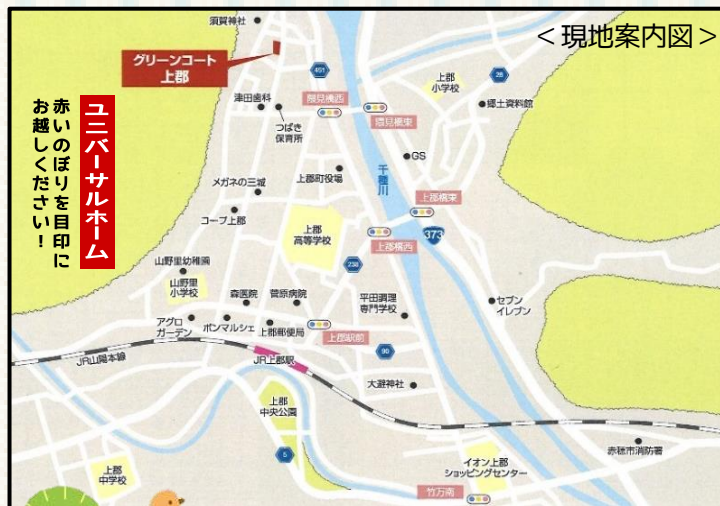 ＜現地案内図＞
須賀神社
グリーンコート
上郡
ユニバーサルホーム
赤いのぼりを目印に
お越しください！
451
28
上郡
小学校
郷土資料館
津田歯科
つばき
保育所
隈見橋西
隈見橋東
GS
千種川
上郡町役場
メガネの三城
コープ上郡
上郡橋東
上郡橋西
373
上郡
高等学校
238
山野里幼稚園
山野里
小学校
森医院
菅原病院
平田調理
専門学校
セブン
イレブン
アグロ
ガーデン
ボンマルシェ
上郡郵便局
上郡駅前
90
JR山陽本線
JR上郡駅
大避神社
上郡
中央公園
5
上郡
中学校
イオン上郡
ショッピングセンター
赤穂市消防署
竹万南